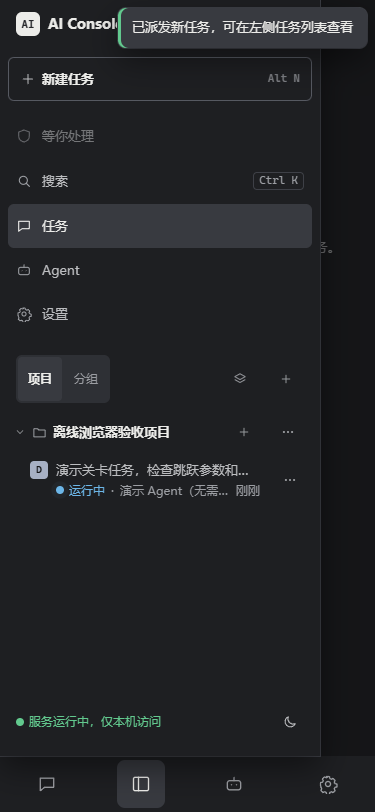 AI
AI Conso
已派发新任务，可在左侧任务列表查看
新建任务
Alt N
等你处理
搜索
Ctrl K
任务
务。
Agent
设置
项目
分组
离线浏览器验收项目
D
演示关卡任务，检查跳跃参数和...
运行中 · 演示 Agent（无需... 刚刚
服务运行中，仅本机访问